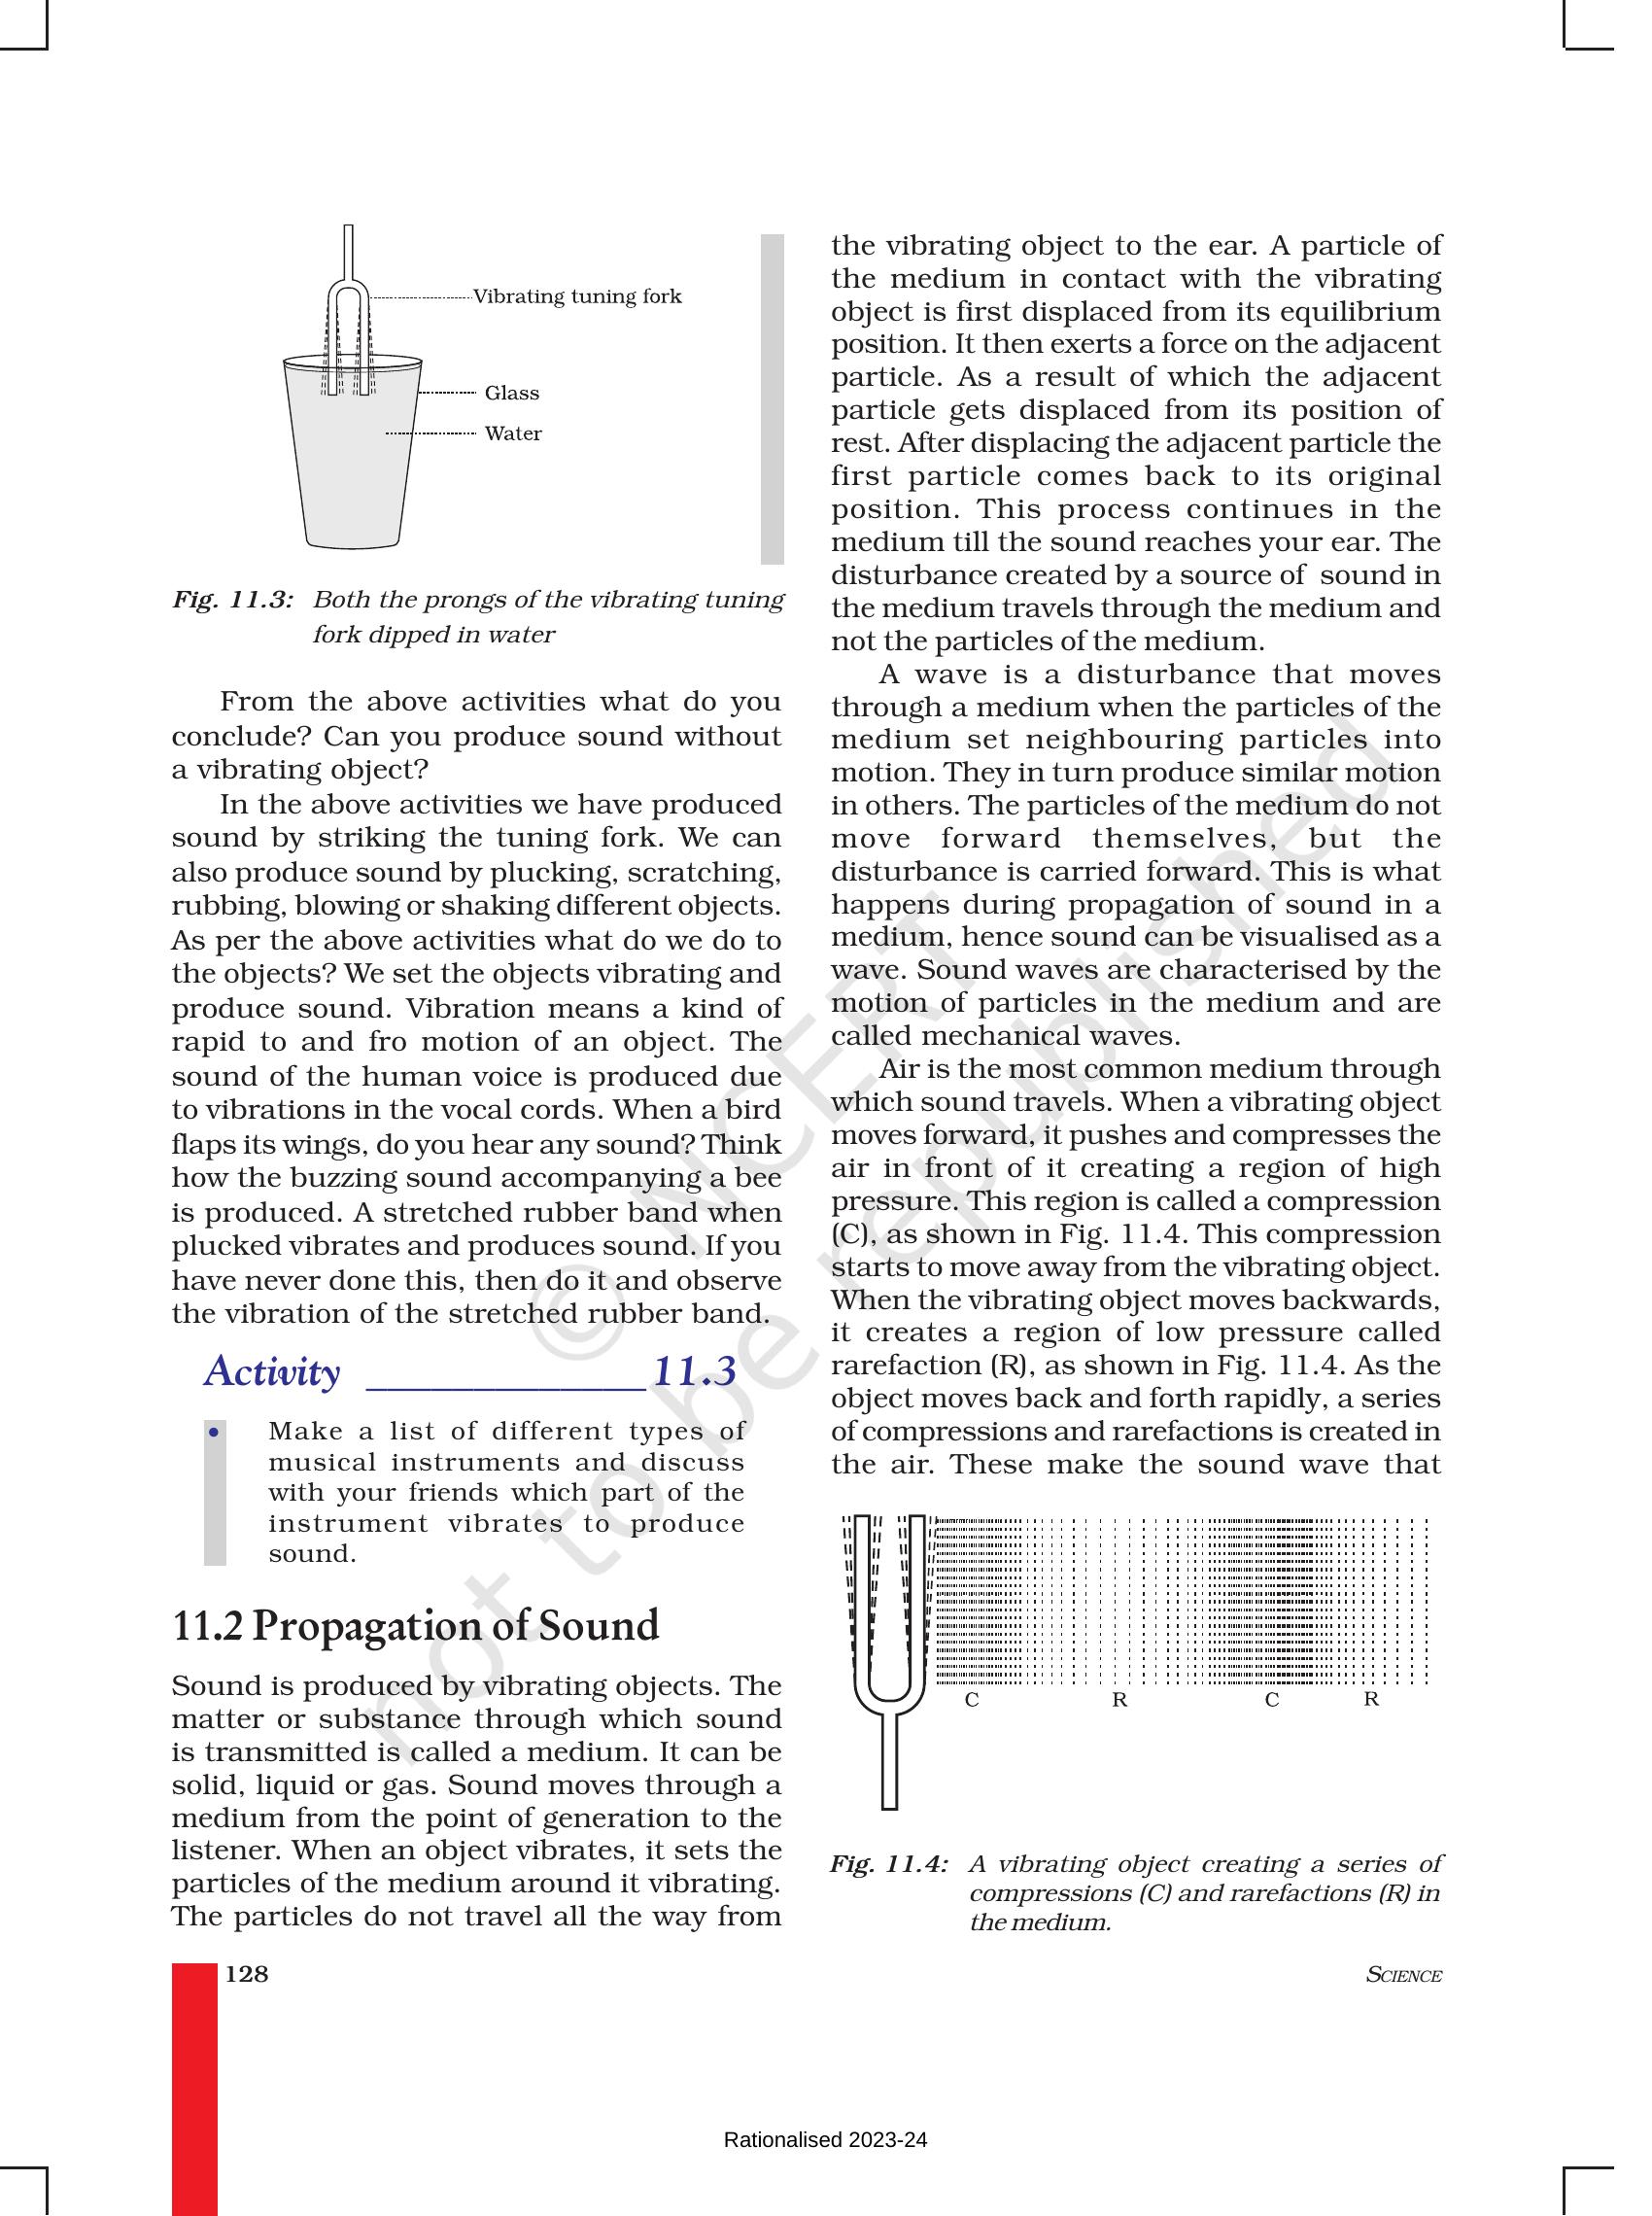 Vibrating tuning fork
Glass
Water
Fig. 11.3: Both the prongs of the vibrating tuning
fork dipped in water
From the above activities what do you
conclude? Can you produce sound without
a vibrating object?
In the above activities we have produced
sound by striking the tuning fork. We can
also produce sound by plucking, scratching,
rubbing, blowing or shaking different objects.
As per the above activities what do we do to
the objects? We set the objects vibrating and
produce sound. Vibration means a kind of
rapid to and fro motion of an object. The
sound of the human voice is produced due
to vibrations in the vocal cords. When a bird
flaps its wings, do you hear any sound? Think
how the buzzing sound accompanying a bee
is produced. A stretched rubber band when
plucked vibrates and produces sound. If you
have never done this, then do it and observe
the vibration of the stretched rubber band.
Activity ______________11.3
• Make a list of different types of
musical instruments and discuss
with your friends which part of the
instrument vibrates to produce
sound.
11.2 Propagation of Sound
Sound is produced by vibrating objects. The
matter or substance through which sound
is transmitted is called a medium. It can be
solid, liquid or gas. Sound moves through a
medium from the point of generation to the
listener. When an object vibrates, it sets the
particles of the medium around it vibrating.
The particles do not travel all the way from
the vibrating object to the ear. A particle of
the medium in contact with the vibrating
object is first displaced from its equilibrium
position. It then exerts a force on the adjacent
particle. As a result of which the adjacent
particle gets displaced from its position of
rest. After displacing the adjacent particle the
first particle comes back to its original
position. This process continues in the
medium till the sound reaches your ear. The
disturbance created by a source of sound in
the medium travels through the medium and
not the particles of the medium.
A wave is a disturbance that moves
through a medium when the particles of the
medium set neighbouring particles into
motion. They in turn produce similar motion
in others. The particles of the medium do not
move forward themselves, but the
disturbance is carried forward. This is what
happens during propagation of sound in a
medium, hence sound can be visualised as a
wave. Sound waves are characterised by the
motion of particles in the medium and are
called mechanical waves.
Air is the most common medium through
which sound travels. When a vibrating object
moves forward, it pushes and compresses the
air in front of it creating a region of high
pressure. This region is called a compression
(C), as shown in Fig. 11.4. This compression
starts to move away from the vibrating object.
When the vibrating object moves backwards,
it creates a region of low pressure called
rarefaction (R), as shown in Fig. 11.4. As the
object moves back and forth rapidly, a series
of compressions and rarefactions is created in
the air. These make the sound wave that
C R C R
Fig. 11.4: A vibrating object creating a series of
compressions (C) and rarefactions (R) in
the medium.
128
SCIENCE
© NCERT
not to be republished
Rationalised 2023-24